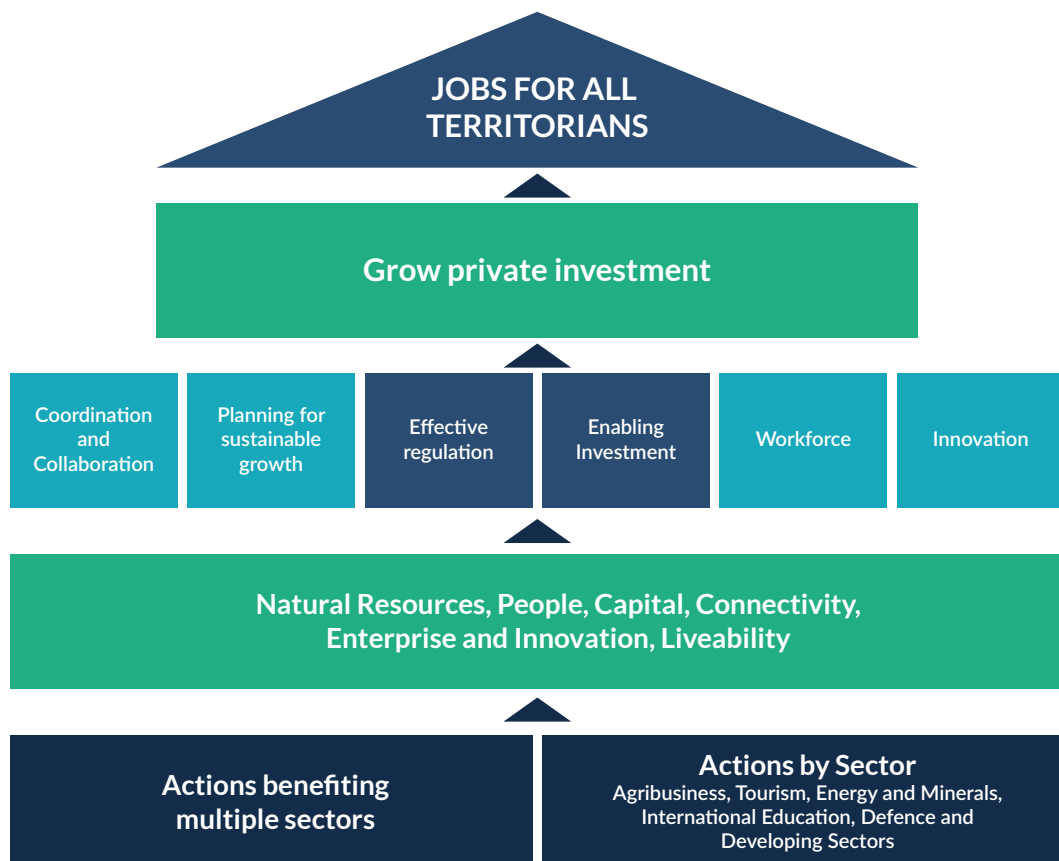 JOBS FOR ALL
TERRITORIANS
Grow private investment
Coordination
and
Collaboration
Planning for
sustainable
growth
Effective
regulation
Enabling
Investment
Workforce
Innovation
Natural Resources, People, Capital, Connectivity,
Enterprise and Innovation, Liveability
Actions benefiting
multiple sectors
Actions by Sector
Agribusiness, Tourism, Energy and Minerals,
International Education, Defence and
Developing Sectors